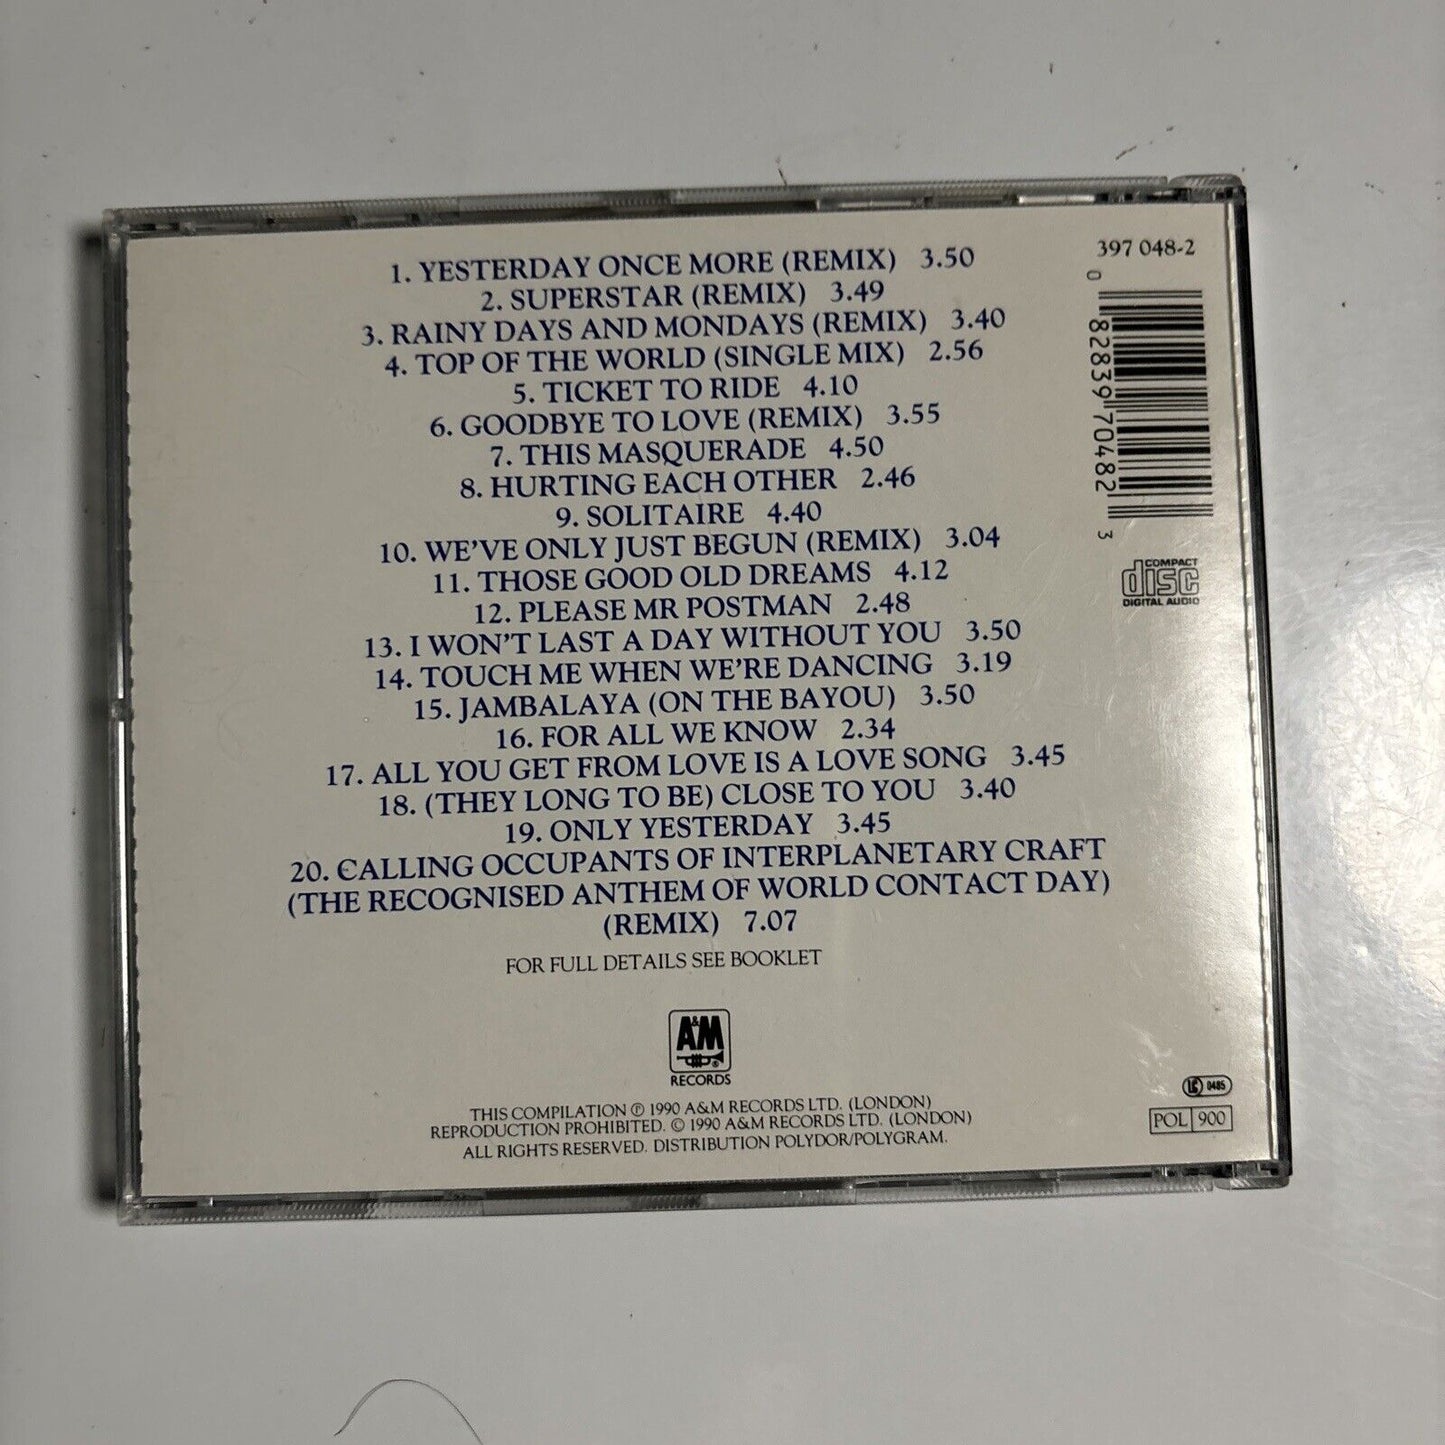 397 048-2
1. YESTERDAY ONCE MORE (REMIX) 3.50
2. SUPERSTAR (REMIX) 3.49
3. RAINY DAYS AND MONDAYS (REMIX) 3.40
4. TOP OF THE WORLD (SINGLE MIX) 2.56
5. TICKET TO RIDE 4.10
6. GOODBYE TO LOVE (REMIX) 3.55
7. THIS MASQUERADE 4.50
8. HURTING EACH OTHER 2.46
9. SOLITAIRE 4.40
10. WE'VE ONLY JUST BEGUN (REMIX) 3.04
11. THOSE GOOD OLD DREAMS 4.12
12. PLEASE MR POSTMAN 2.48
13. I WON'T LAST A DAY WITHOUT YOU 3.50
14. TOUCH ME WHEN WE'RE DANCING 3.19
15. JAMBALAYA (ON THE BAYOU) 3.50
16. FOR ALL WE KNOW 2.34
17. ALL YOU GET FROM LOVE IS A LOVE SONG 3.45
18. (THEY LONG TO BE) CLOSE TO YOU 3.40
19. ONLY YESTERDAY 3.45
20. CALLING OCCUPANTS OF INTERPLANETARY CRAFT
(THE RECOGNISED ANTHEM OF WORLD CONTACT DAY)
(REMIX) 7.07
FOR FULL DETAILS SEE BOOKLET
0 82839 70482 3
COMPACT
disc
DIGITAL AUDIO
A&M
RECORDS
THIS COMPILATION ℗ 1990 A&M RECORDS LTD. (LONDON)
REPRODUCTION PROHIBITED. © 1990 A&M RECORDS LTD. (LONDON)
ALL RIGHTS RESERVED. DISTRIBUTION POLYDOR/POLYGRAM.
LC 0485
POL 900